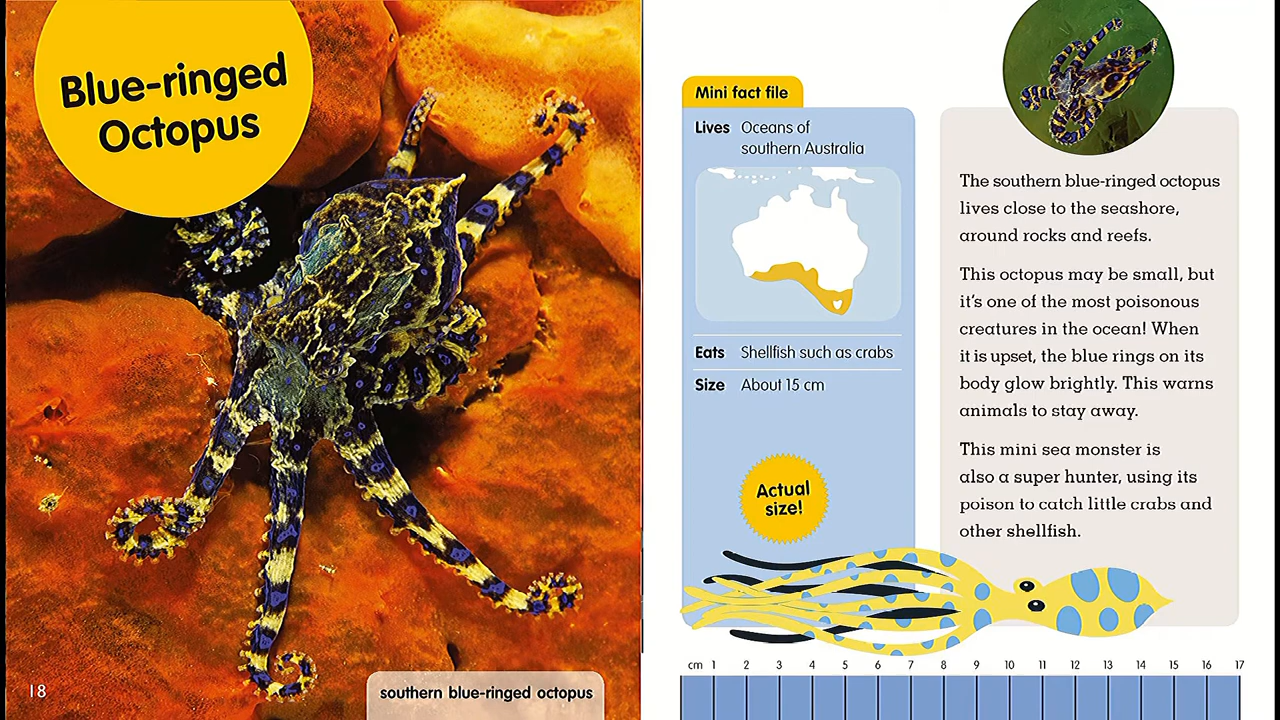 Blue-ringed
Octopus
18
southern blue-ringed octopus
Mini fact file
Lives Oceans of
southern Australia
Eats Shellfish such as crabs
Size About 15 cm
Actual
size!
The southern blue-ringed octopus
lives close to the seashore,
around rocks and reefs.
This octopus may be small, but
it's one of the most poisonous
creatures in the ocean! When
it is upset, the blue rings on its
body glow brightly. This warns
animals to stay away.
This mini sea monster is
also a super hunter, using its
poison to catch little crabs and
other shellfish.
cm 1 2 3 4 5 6 7 8 9 10 11 12 13 14 15 16 17